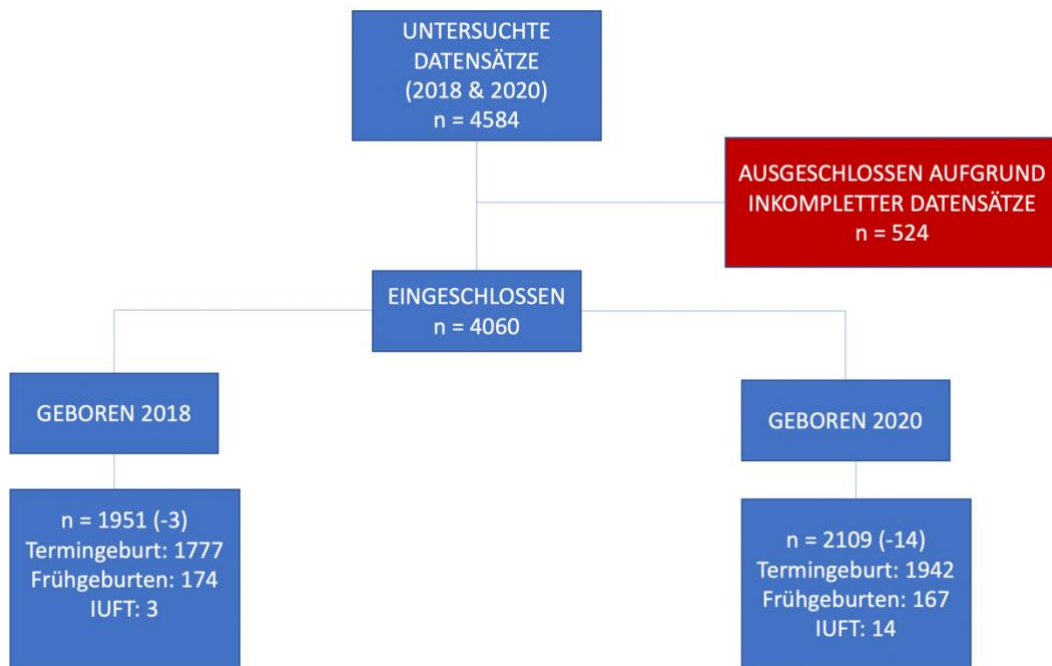 UNTERSUCHTE
DATENSÄTZE
(2018 & 2020)
n = 4584
AUSGESCHLOSSEN AUFGRUND
INKOMPLETTER DATENSÄTZE
n = 524
EINGESCHLOSSEN
n = 4060
GEBOREN 2018
GEBOREN 2020
n = 1951 (-3)
Termingeburt: 1777
Frühgeburten: 174
IUFT: 3
n = 2109 (-14)
Termingeburt: 1942
Frühgeburten: 167
IUFT: 14